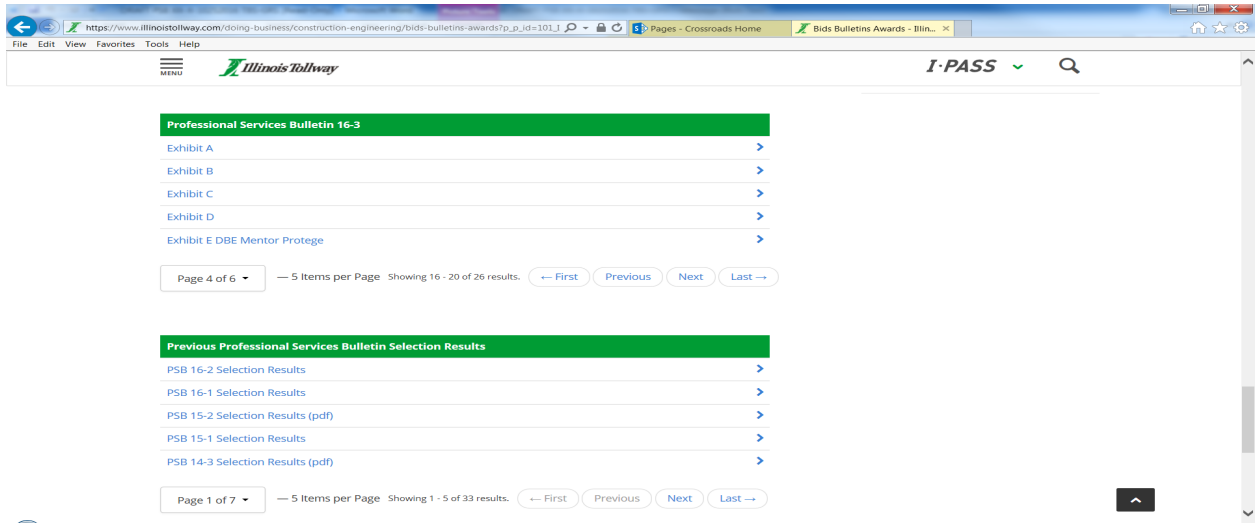 https://www.illinoistollway.com/doing-business/construction-engineering/bids-bulletins-awards?p_p_id=101_I
Pages - Crossroads Home
Bids Bulletins Awards - Illin...
File Edit View Favorites Tools Help
MENU
Illinois Tollway
I·PASS
Professional Services Bulletin 16-3
Exhibit A
Exhibit B
Exhibit C
Exhibit D
Exhibit E DBE Mentor Protege
Page 4 of 6 — 5 Items per Page Showing 16 - 20 of 26 results. ← First Previous Next Last →
Previous Professional Services Bulletin Selection Results
PSB 16-2 Selection Results
PSB 16-1 Selection Results
PSB 15-2 Selection Results (pdf)
PSB 15-1 Selection Results
PSB 14-3 Selection Results (pdf)
Page 1 of 7 — 5 Items per Page Showing 1 - 5 of 33 results. ← First Previous Next Last →